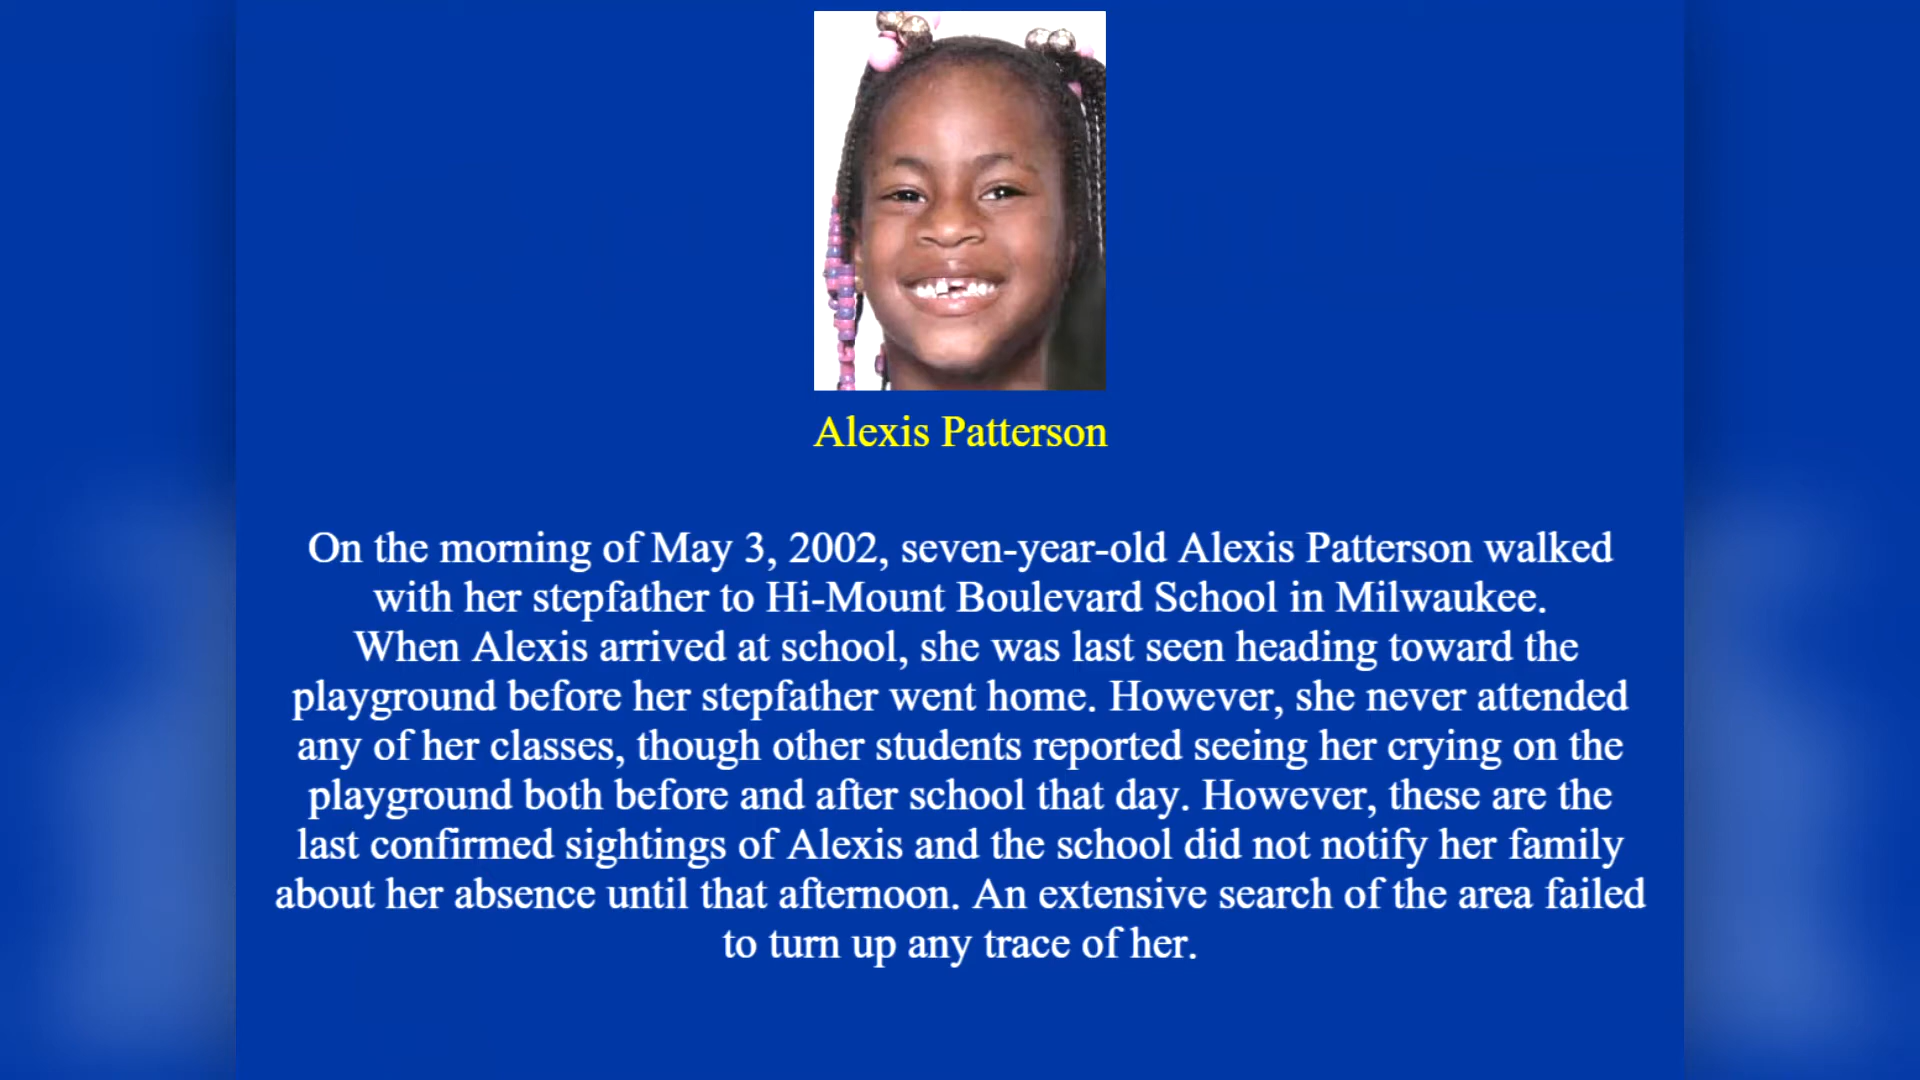 Alexis Patterson
On the morning of May 3, 2002, seven-year-old Alexis Patterson walked
with her stepfather to Hi-Mount Boulevard School in Milwaukee.
When Alexis arrived at school, she was last seen heading toward the
playground before her stepfather went home. However, she never attended
any of her classes, though other students reported seeing her crying on the
playground both before and after school that day. However, these are the
last confirmed sightings of Alexis and the school did not notify her family
about her absence until that afternoon. An extensive search of the area failed
to turn up any trace of her.